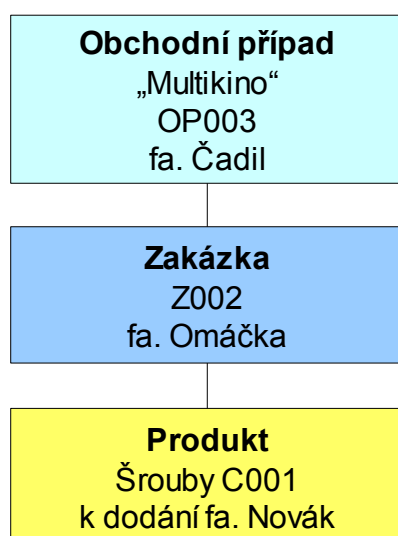 Obchodní případ
„Multikino“
OP003
fa. Čadil
Zakázka
Z002
fa. Omáčka
Produkt
Šrouby C001
k dodání fa. Novák